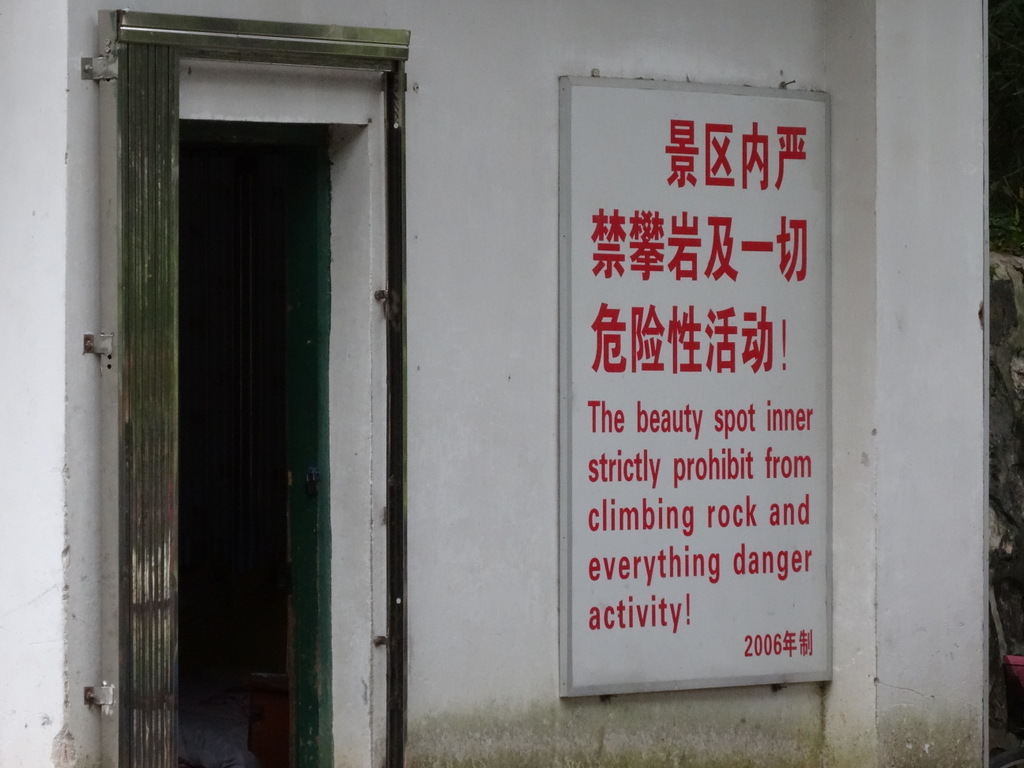 景区内严
禁攀岩及一切
危险性活动!
The beauty spot inner
strictly prohibit from
climbing rock and
everything danger
activity!
2006年制